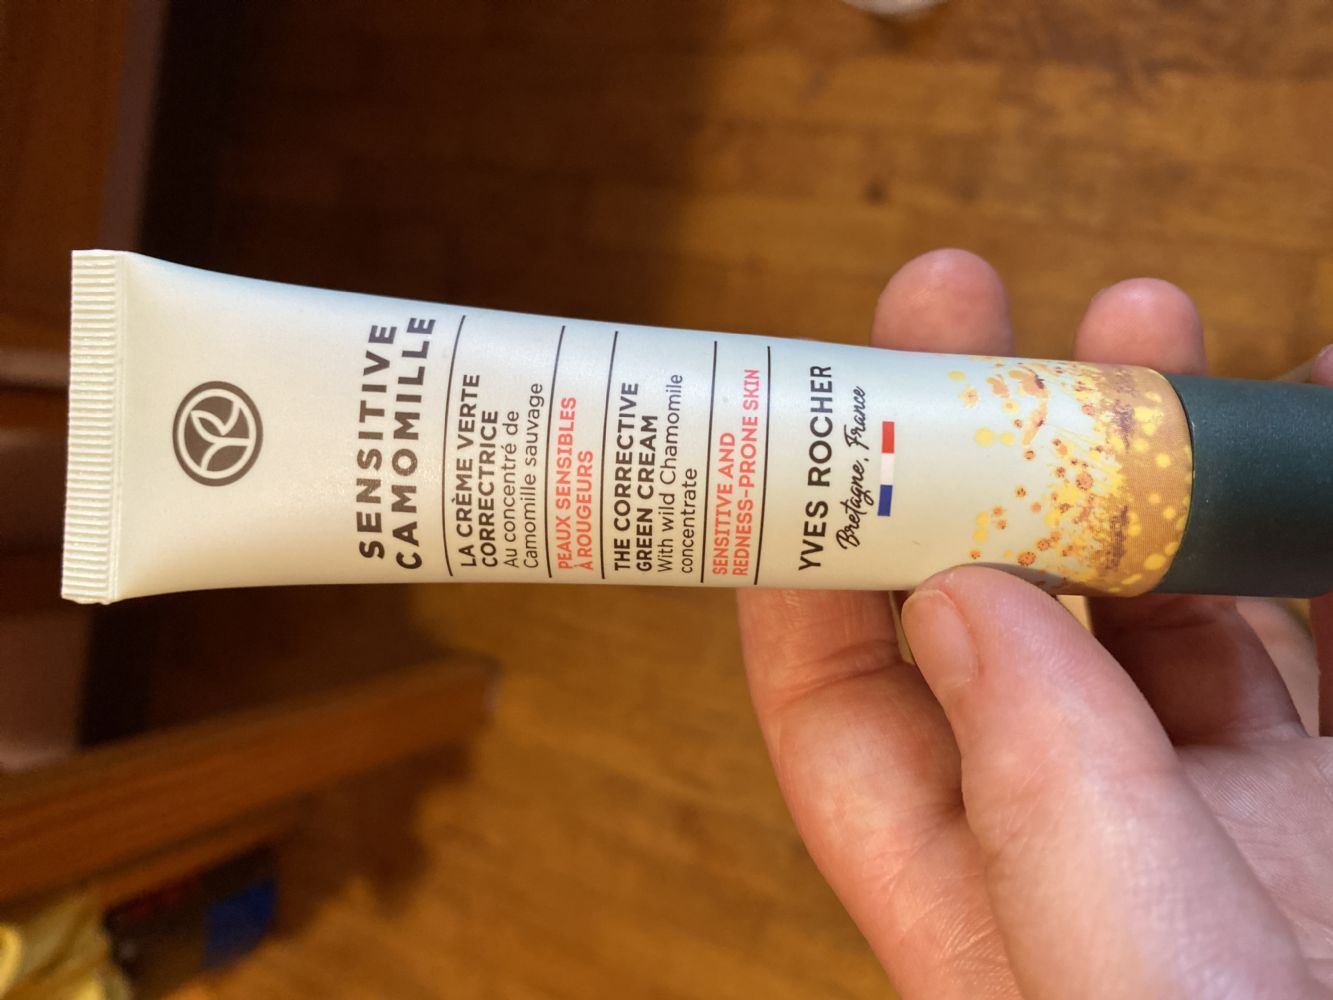 SENSITIVE
CAMOMILLE
LA CRÈME VERTE
CORRECTRICE
Au concentré de
Camomille sauvage
PEAUX SENSIBLES
À ROUGEURS
THE CORRECTIVE
GREEN CREAM
With wild Chamomile
concentrate
SENSITIVE AND
REDNESS-PRONE SKIN
YVES ROCHER
Bretagne, France